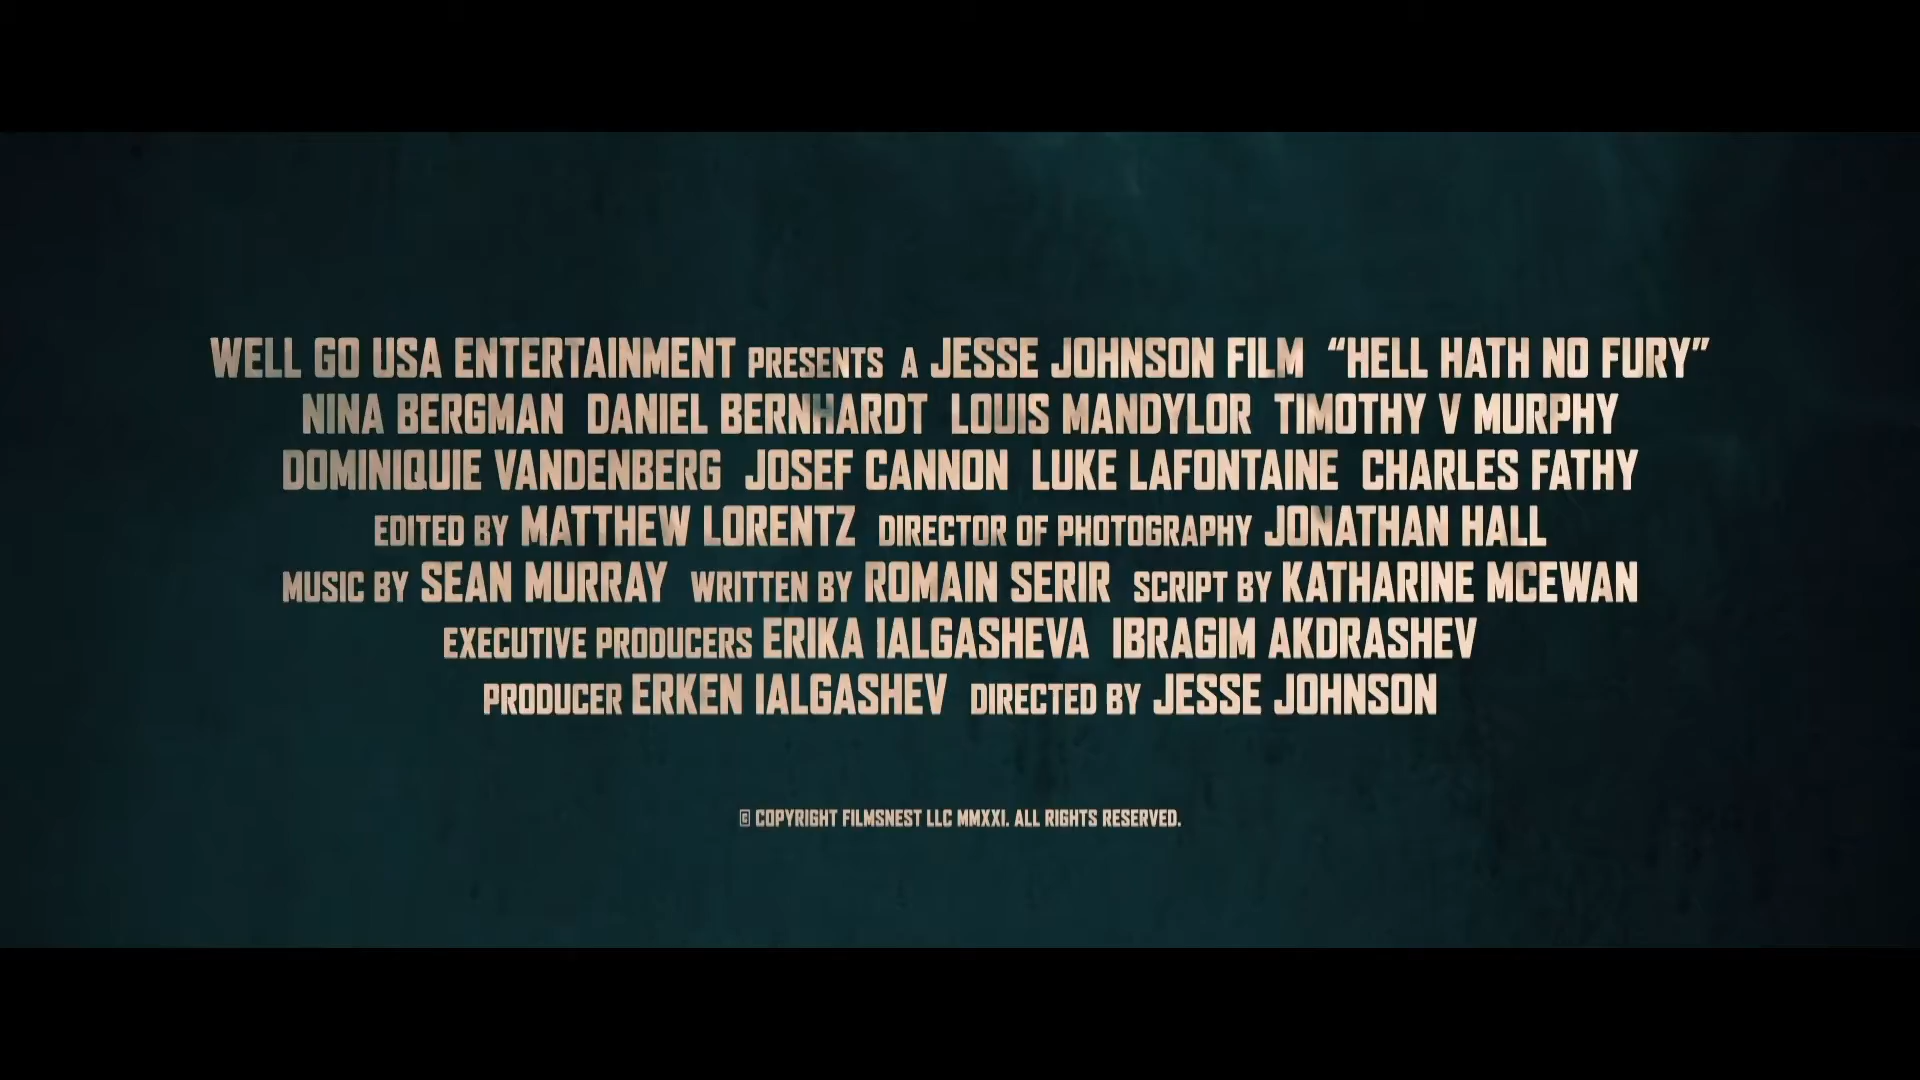 WELL GO USA ENTERTAINMENT PRESENTS A JESSE JOHNSON FILM “HELL HATH NO FURY”
NINA BERGMAN DANIEL BERNHARDT LOUIS MANDYLOR TIMOTHY V MURPHY
DOMINIQUIE VANDENBERG JOSEF CANNON LUKE LAFONTAINE CHARLES FATHY
EDITED BY MATTHEW LORENTZ DIRECTOR OF PHOTOGRAPHY JONATHAN HALL
MUSIC BY SEAN MURRAY WRITTEN BY ROMAIN SERIR SCRIPT BY KATHARINE MCEWAN
EXECUTIVE PRODUCERS ERIKA IALGASHEVA IBRAGIM AKDRASHEV
PRODUCER ERKEN IALGASHEV DIRECTED BY JESSE JOHNSON
© COPYRIGHT FILMSNEST LLC MMXXI. ALL RIGHTS RESERVED.